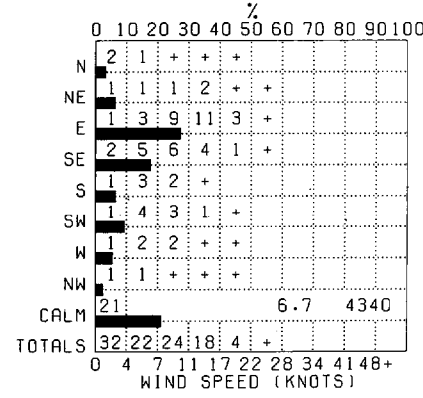 %
0 10 20 30 40 50 60 70 80 90 100
N 2 1 + + +
NE 1 1 1 2 + +
E 1 3 9 11 3 +
SE 2 5 6 4 1 +
S 1 3 2 +
SW 1 4 3 1 +
W 1 2 2 + +
NW 1 1 + + +
CALM 21 6.7 4340
TOTALS 32 22 24 18 4 +
0 4 7 11 17 22 28 34 41 48+
WIND SPEED (KNOTS)